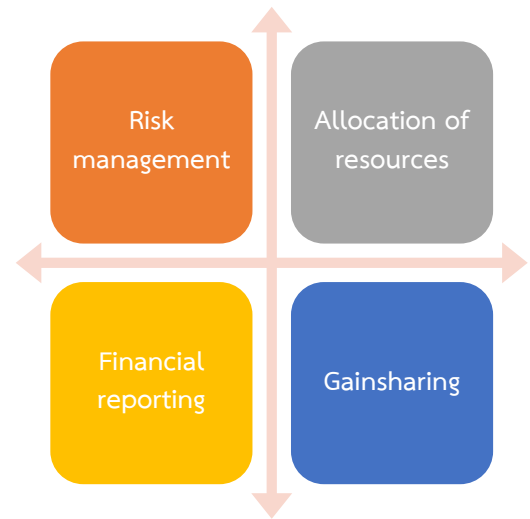 Risk
management
Allocation of
resources
Financial
reporting
Gainsharing